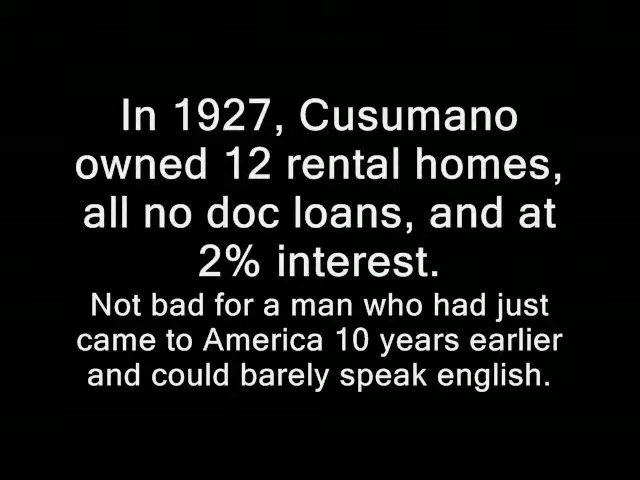 In 1927, Cusumano
owned 12 rental homes,
all no doc loans, and at
2% interest.
Not bad for a man who had just
came to America 10 years earlier
and could barely speak english.